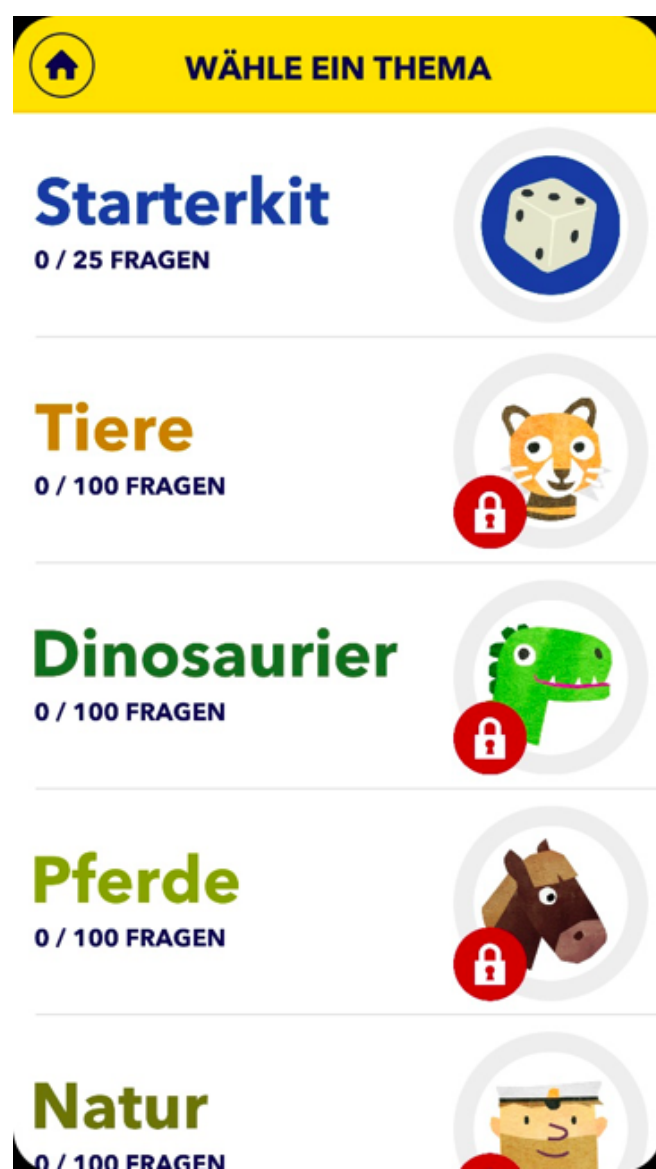 WÄHLE EIN THEMA
Starterkit
0 / 25 FRAGEN
Tiere
0 / 100 FRAGEN
Dinosaurier
0 / 100 FRAGEN
Pferde
0 / 100 FRAGEN
Natur
0 / 100 FRAGEN